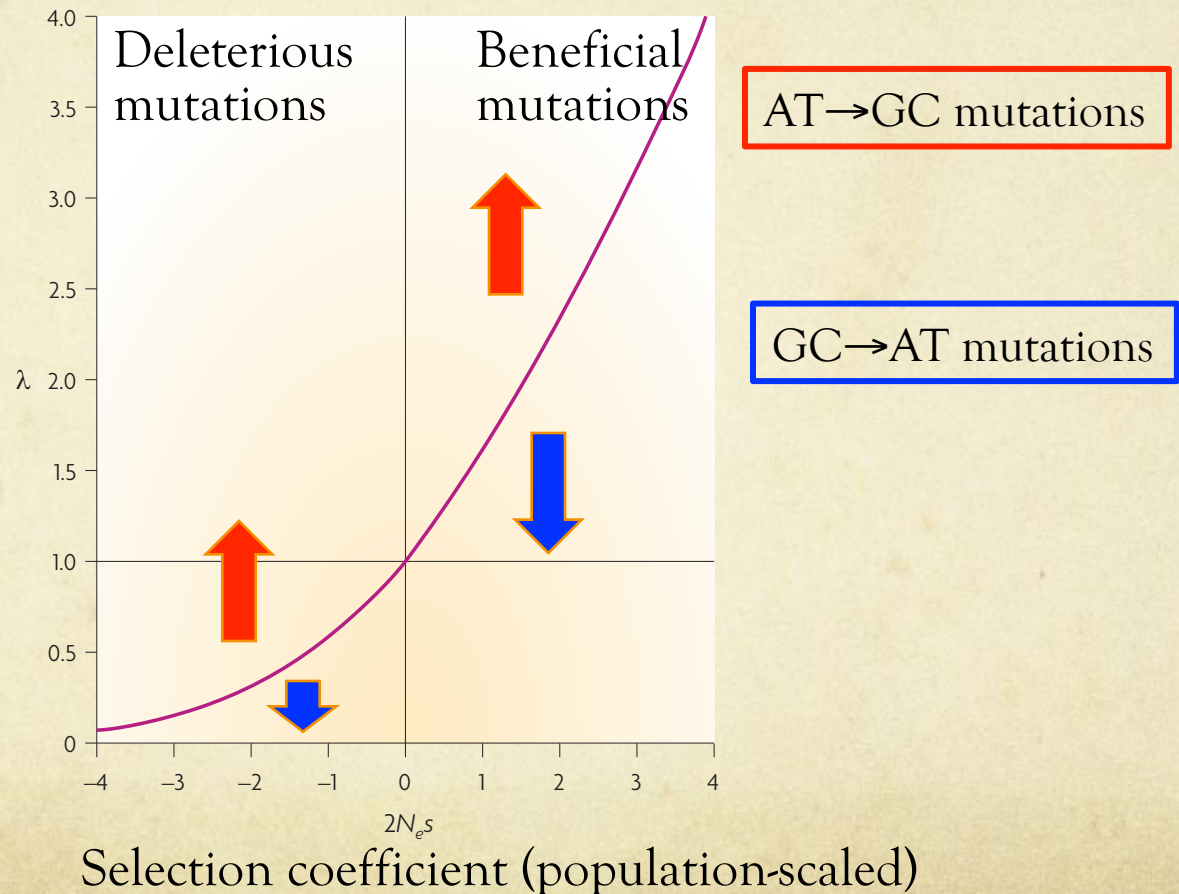 Deleterious
mutations
Beneficial
mutations
AT→GC mutations
GC→AT mutations
4.0
3.5
3.0
2.5
λ 2.0
1.5
1.0
0.5
0
–4 –3 –2 –1 0 1 2 3 4
2Nₑs
Selection coefficient (population-scaled)